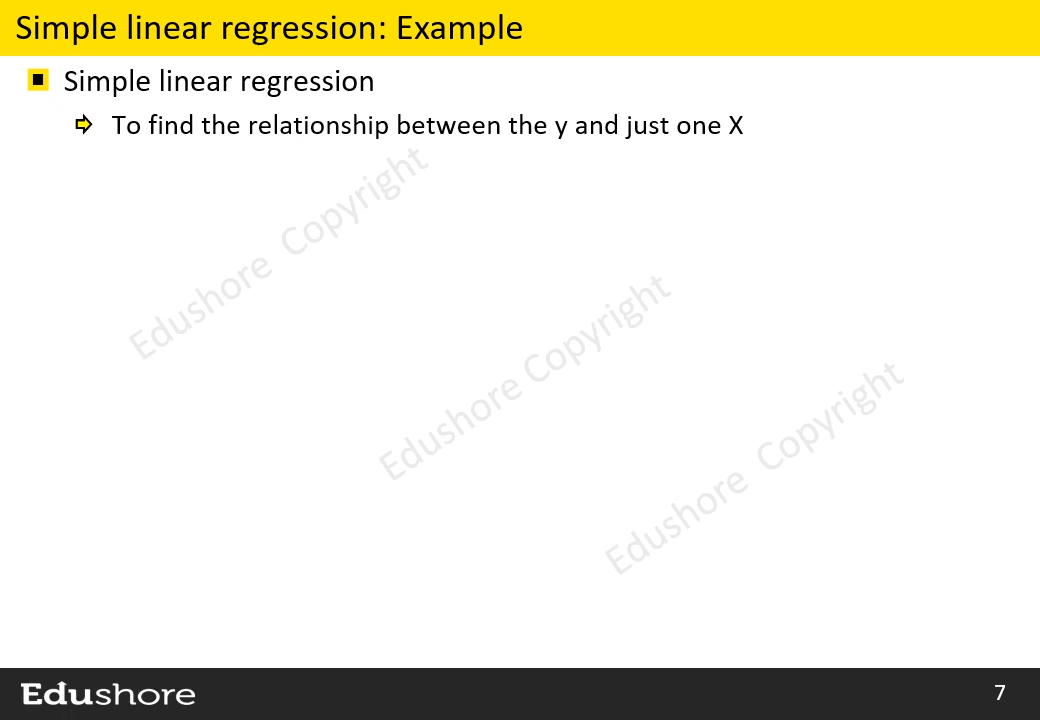 Simple linear regression: Example
Simple linear regression
To find the relationship between the y and just one X
Edushore Copyright
Edushore Copyright
Edushore Copyright
Edushore
7